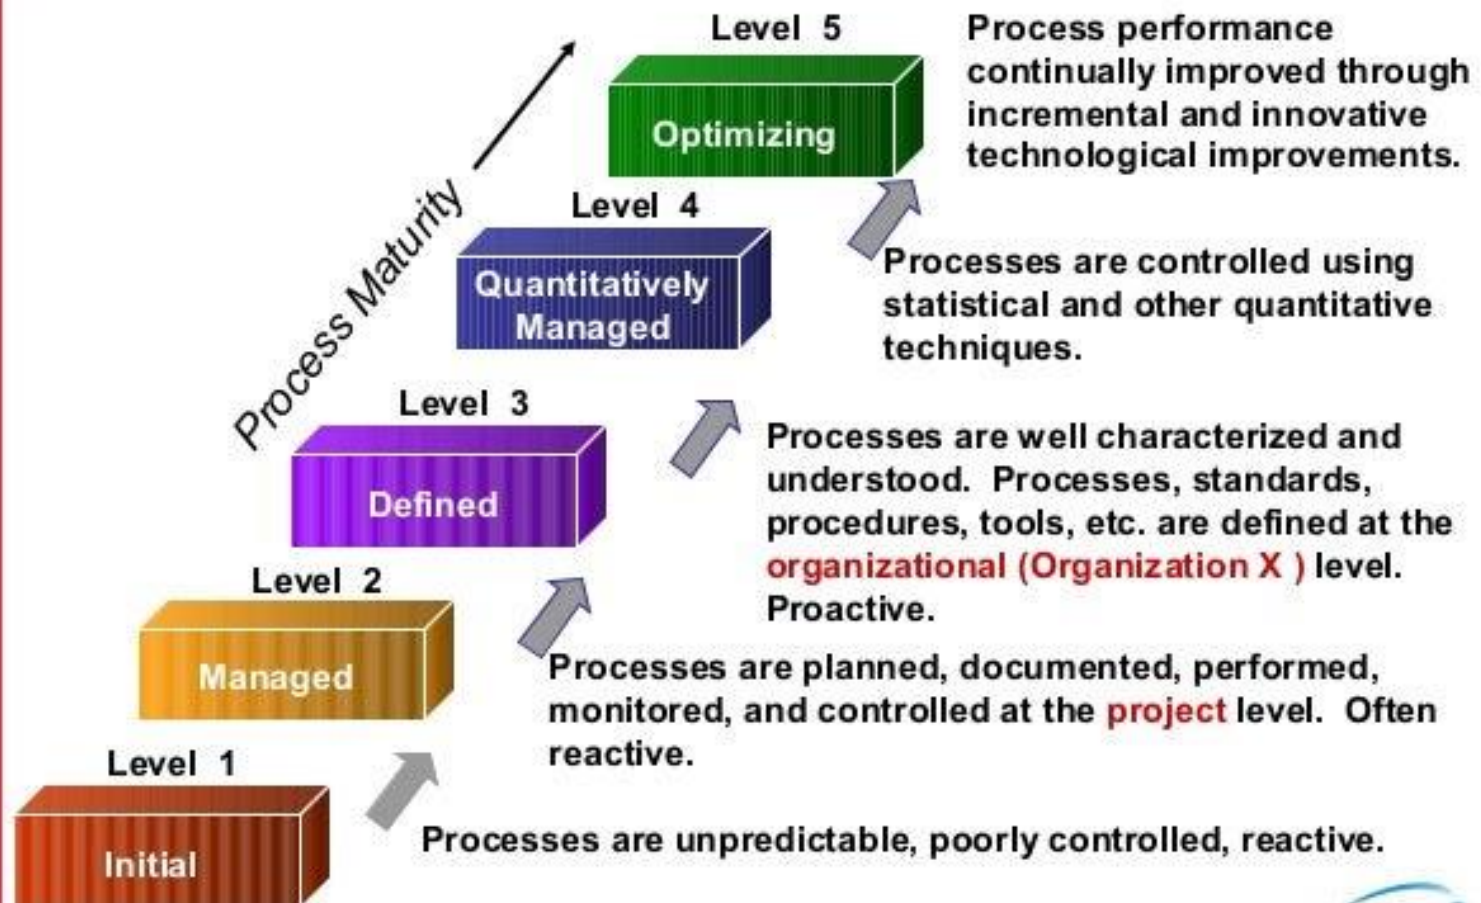 Level 5
Optimizing
Process performance
continually improved through
incremental and innovative
technological improvements.
Process Maturity
Level 4
Quantitatively
Managed
Processes are controlled using
statistical and other quantitative
techniques.
Level 3
Defined
Processes are well characterized and
understood. Processes, standards,
procedures, tools, etc. are defined at the
organizational (Organization X ) level.
Proactive.
Level 2
Managed
Processes are planned, documented, performed,
monitored, and controlled at the project level. Often
reactive.
Level 1
Initial
Processes are unpredictable, poorly controlled, reactive.